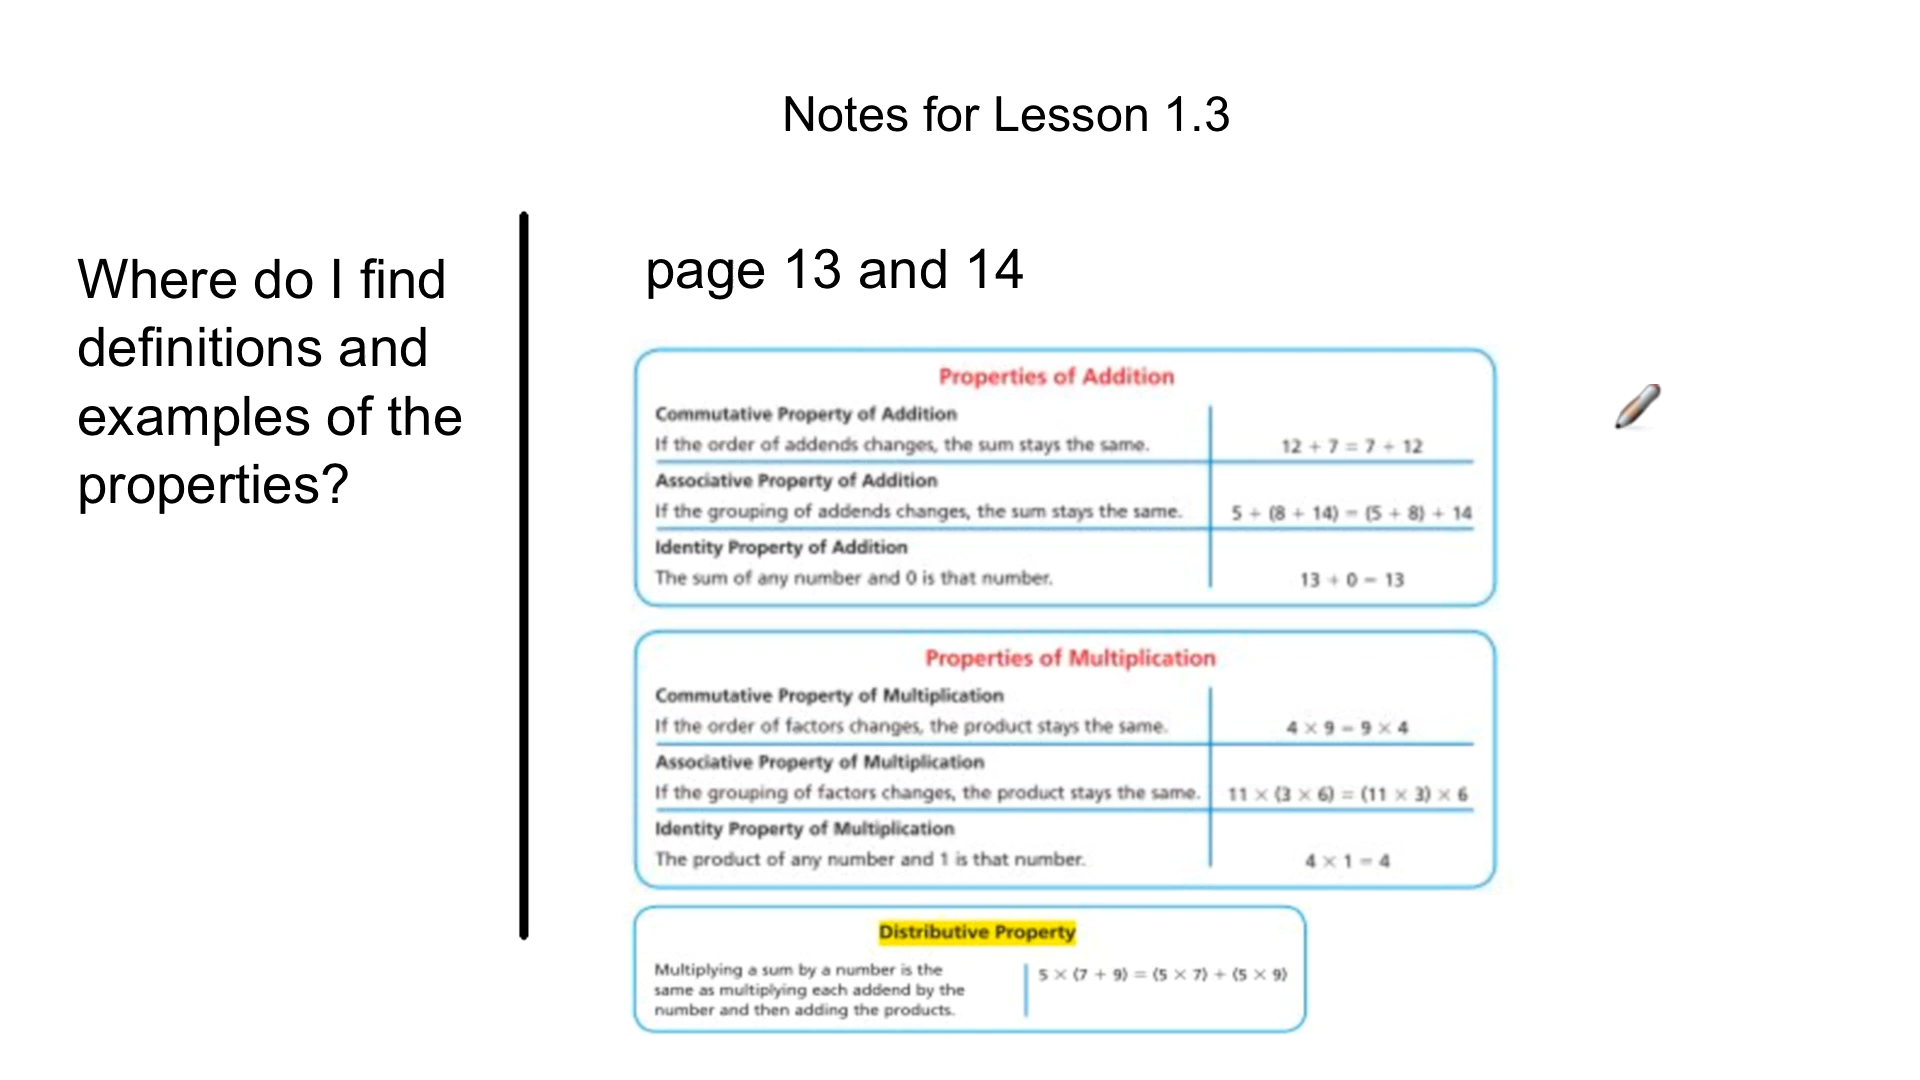 Notes for Lesson 1.3
Where do I find
definitions and
examples of the
properties?
page 13 and 14
Properties of Addition
Commutative Property of Addition
If the order of addends changes, the sum stays the same.
12 + 7 = 7 + 12
Associative Property of Addition
If the grouping of addends changes, the sum stays the same.
5 + (8 + 14) = (5 + 8) + 14
Identity Property of Addition
The sum of any number and 0 is that number.
13 + 0 = 13
Properties of Multiplication
Commutative Property of Multiplication
If the order of factors changes, the product stays the same.
4 × 9 = 9 × 4
Associative Property of Multiplication
If the grouping of factors changes, the product stays the same.
11 × (3 × 6) = (11 × 3) × 6
Identity Property of Multiplication
The product of any number and 1 is that number.
4 × 1 = 4
Distributive Property
Multiplying a sum by a number is the
same as multiplying each addend by the
number and then adding the products.
5 × (7 + 9) = (5 × 7) + (5 × 9)